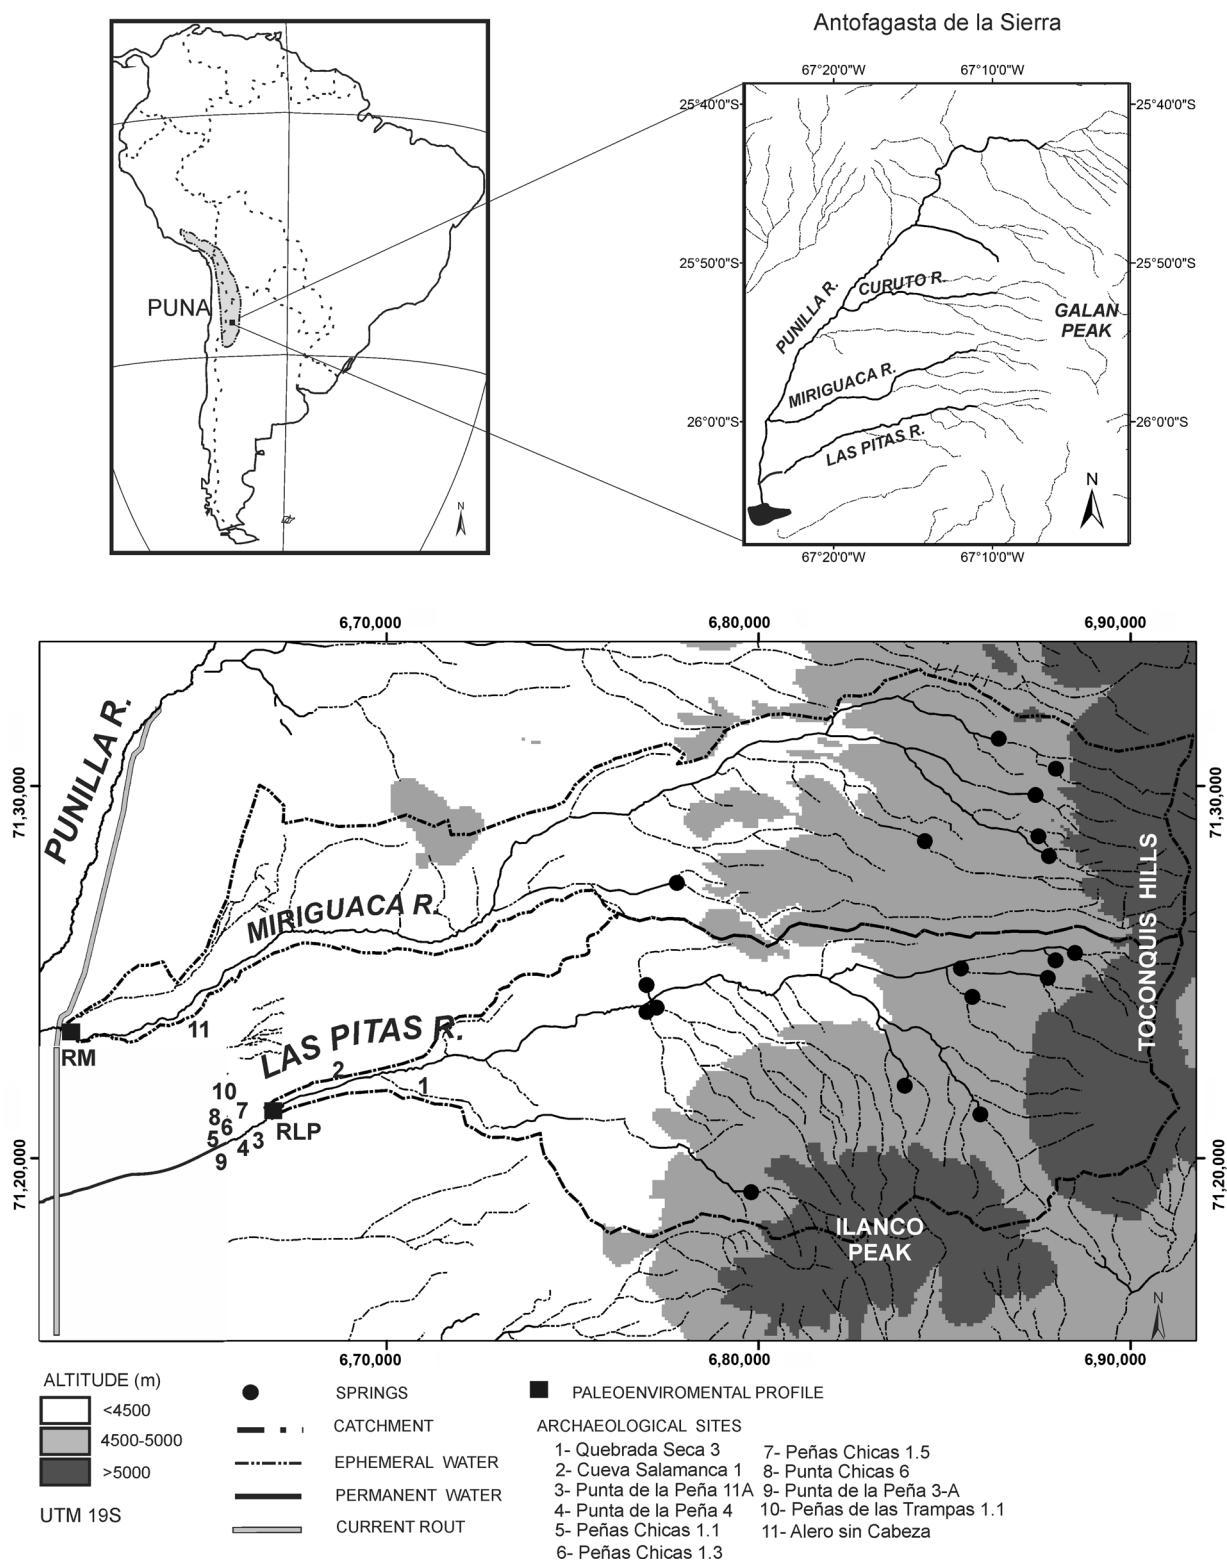 Antofagasta de la Sierra
67°20'0"W
67°10'0"W
25°40'0"S
25°40'0"S
25°50'0"S
25°50'0"S
26°0'0"S
26°0'0"S
PUNA
N
PUNILLA R.
CURUTO R.
GALAN
PEAK
MIRIGUACA R.
LAS PITAS R.
N
67°20'0"W
67°10'0"W
6,70,000
6,80,000
6,90,000
71,30,000
71,30,000
PUNILLA R.
MIRIGUACA R.
TOCONQUIS HILLS
11
RM
LAS PITAS R.
2
1
10
8
7
6
5
4
3
9
RLP
71,20,000
71,20,000
ILANCO
PEAK
N
6,70,000
6,80,000
6,90,000
ALTITUDE (m)
<4500
4500-5000
>5000
UTM 19S
SPRINGS
CATCHMENT
EPHEMERAL WATER
PERMANENT WATER
CURRENT ROUT
PALEOENVIROMENTAL PROFILE
ARCHAEOLOGICAL SITES
1- Quebrada Seca 3
2- Cueva Salamanca 1
3- Punta de la Peña 11A
4- Punta de la Peña 4
5- Peñas Chicas 1.1
6- Peñas Chicas 1.3
7- Peñas Chicas 1.5
8- Punta Chicas 6
9- Punta de la Peña 3-A
10- Peñas de las Trampas 1.1
11- Alero sin Cabeza